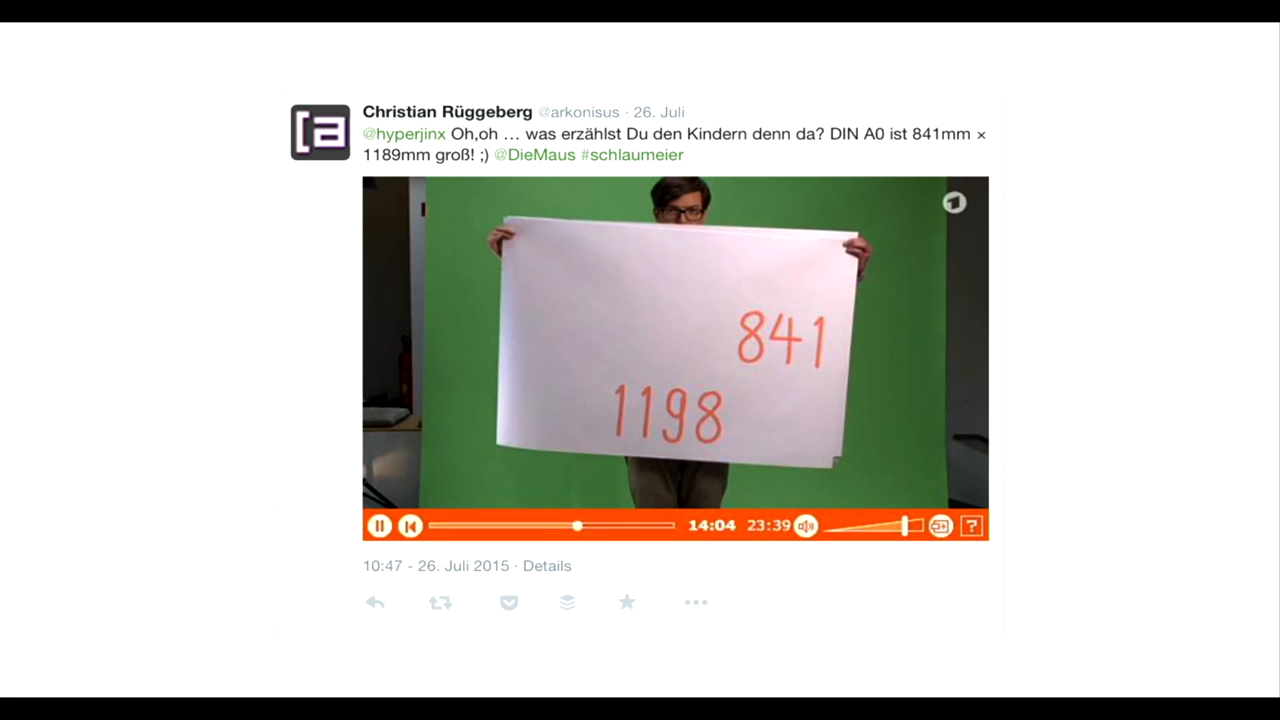 Christian Rüggeberg @arkonisus · 26. Juli
@hyperjinx Oh,oh … was erzählst Du den Kindern denn da? DIN A0 ist 841mm ×
1189mm groß! ;) @DieMaus #schlaumeier
1
841
1198
14:04 23:39 ?
10:47 - 26. Juli 2015 · Details